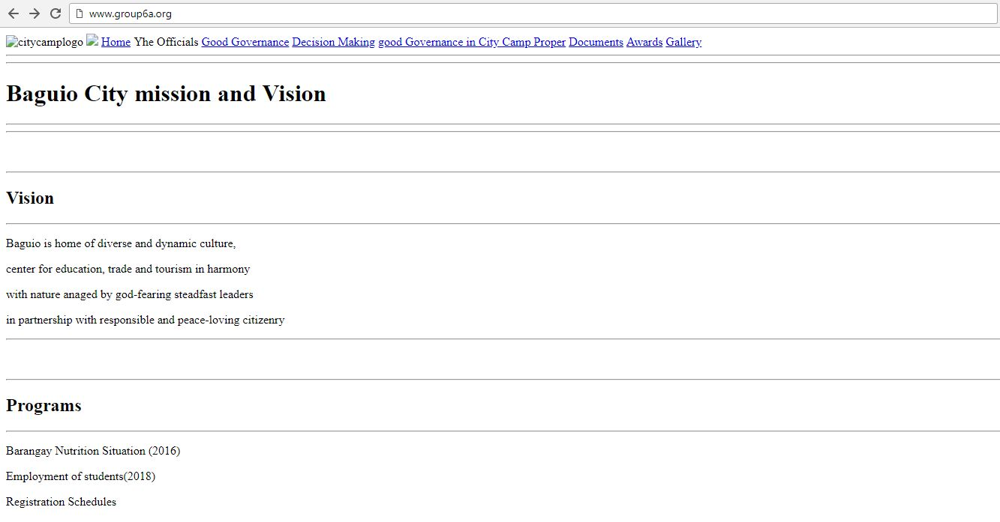 www.group6a.org
citycamplogo Home Yhe Officials Good Governance Decision Making good Governance in City Camp Proper Documents Awards Gallery
Baguio City mission and Vision
Vision
Baguio is home of diverse and dynamic culture,
center for education, trade and tourism in harmony
with nature anaged by god-fearing steadfast leaders
in partnership with responsible and peace-loving citizenry
Programs
Barangay Nutrition Situation (2016)
Employment of students(2018)
Registration Schedules